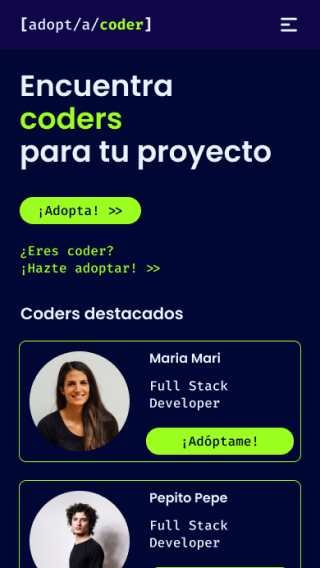 [adopt/a/coder]
Encuentra
coders
para tu proyecto
¡Adopta! >>
¿Eres coder?
¡Hazte adoptar! >>
Coders destacados
Maria Mari
Full Stack
Developer
¡Adóptame!
Pepito Pepe
Full Stack
Developer